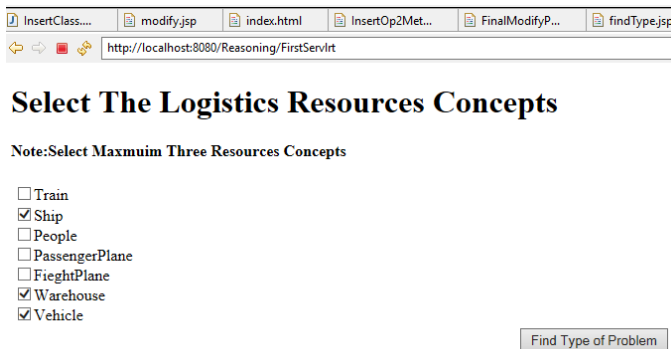 InsertClass.... modify.jsp index.html InsertOp2Met... FinalModifyP... findType.jsp
http://localhost:8080/Reasoning/FirstServlrt
Select The Logistics Resources Concepts
Note:Select Maxmuim Three Resources Concepts
Train
Ship
People
PassengerPlane
FieghtPlane
Warehouse
Vehicle
Find Type of Problem